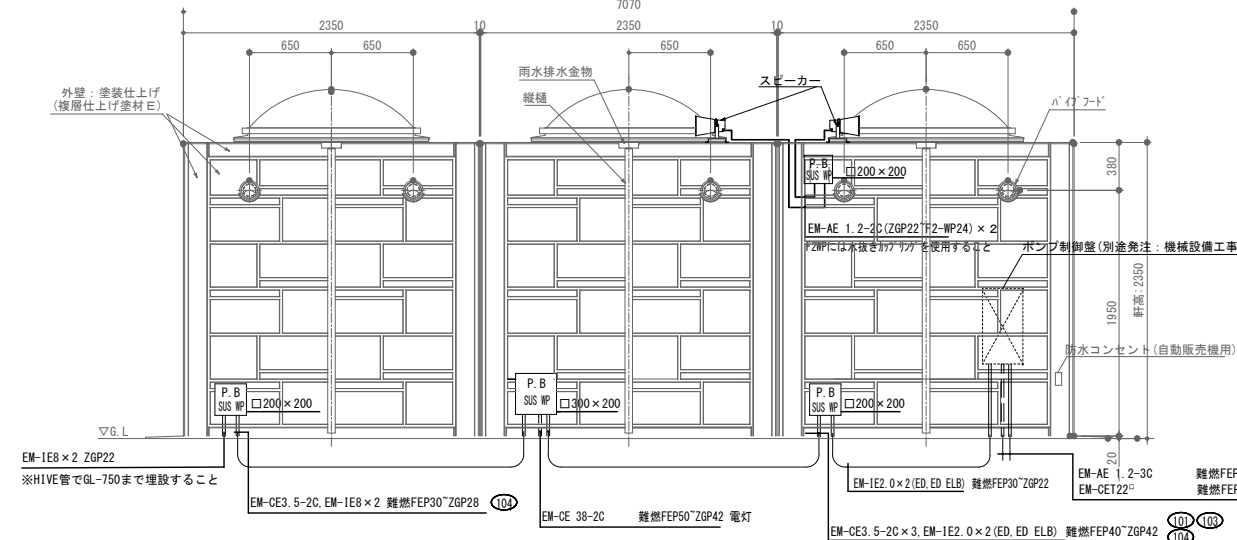 7070
2350
10
2350
10
2350
650
650
650
650
650
雨水排水金物
縦樋
スピーカー
外壁：塗装仕上げ
(複層仕上げ塗材E)
パイプフード
P.B
SUS WP
□200×200
380
EM-AE 1.2-2C(ZGP22~F2-WP24)×2
F2WPには水抜きカップリングを使用すること
ポンプ制御盤(別途発注：機械設備工事
1950
軒高:2350
防水コンセント(自動販売機用)
P.B
SUS WP
□200×200
P.B
SUS WP
□300×200
P.B
SUS WP
□200×200
▽G.L
20
EM-IE8×2 ZGP22
※HIVE管でGL-750まで埋設すること
EM-CE3.5-2C,EM-IE8×2 難燃FEP30~ZGP28 104
EM-CE 38-2C 難燃FEP50~ZGP42 電灯
EM-IE2.0×2(ED,ED ELB) 難燃FEP30~ZGP22
EM-AE 1.2-3C 難燃FEP
EM-CET22□ 難燃FEP
EM-CE3.5-2C×3,EM-IE2.0×2(ED,ED ELB) 難燃FEP40~ZGP42 101 103
104